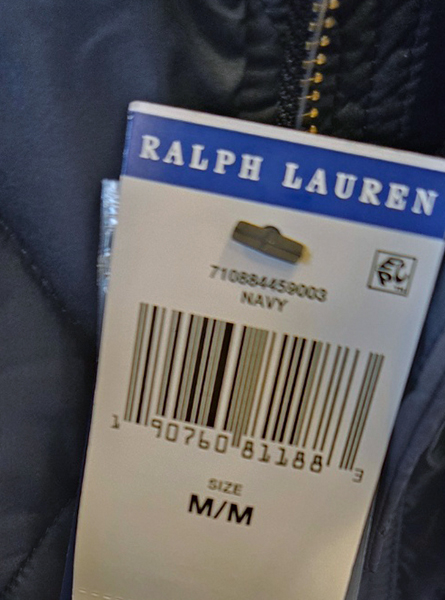 RALPH LAUREN
710884459003
NAVY
1 90760 81188 3
SIZE
M/M